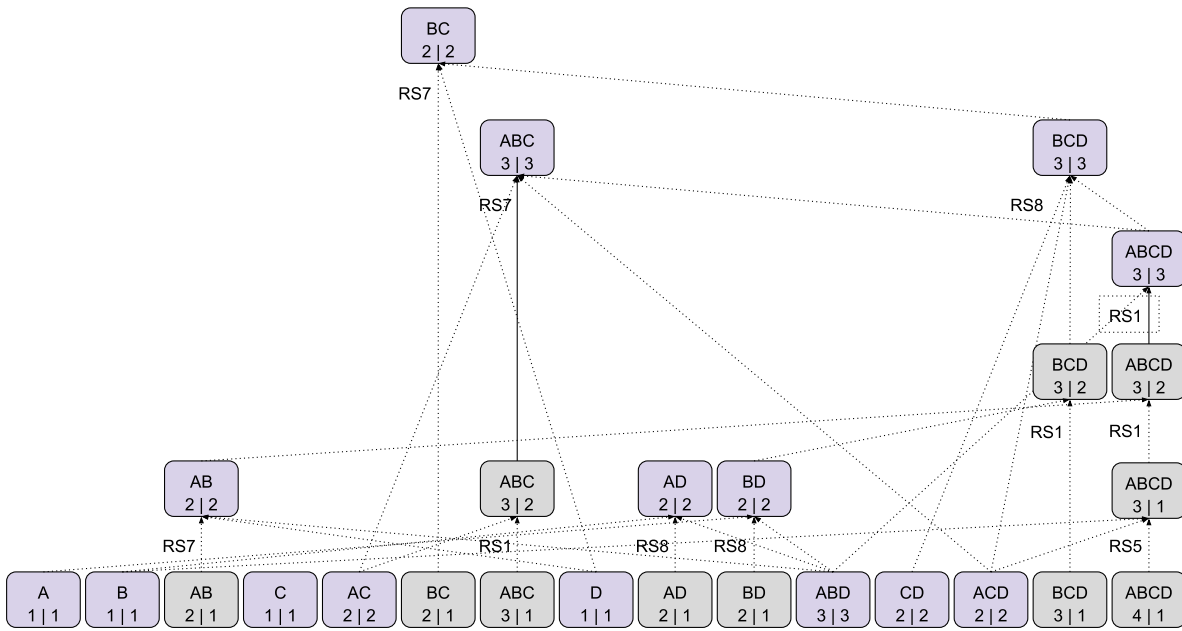 BC
2 | 2
RS7
ABC
3 | 3
BCD
3 | 3
RS7
RS8
ABCD
3 | 3
RS1
BCD
3 | 2
ABCD
3 | 2
RS1
RS1
AB
2 | 2
ABC
3 | 2
AD
2 | 2
BD
2 | 2
ABCD
3 | 1
RS7
RS1
RS8
RS8
RS5
A
1 | 1
B
1 | 1
AB
2 | 1
C
1 | 1
AC
2 | 2
BC
2 | 1
ABC
3 | 1
D
1 | 1
AD
2 | 1
BD
2 | 1
ABD
3 | 3
CD
2 | 2
ACD
2 | 2
BCD
3 | 1
ABCD
4 | 1